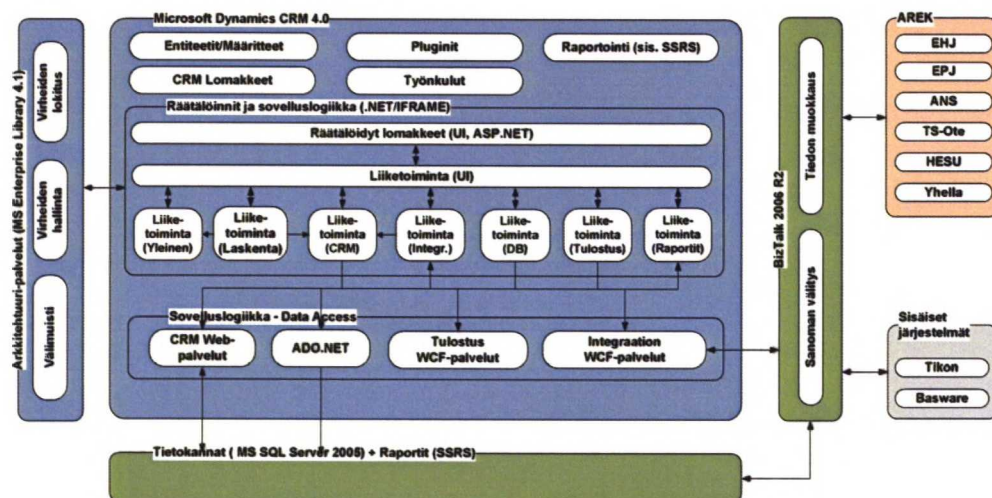 Arkkitehtuuri-palvelut (MS Enterprise Library 4.1)
Virheiden
lokitus
Virheiden
hallinta
Välimuisti
Microsoft Dynamics CRM 4.0
Entiteetit/Määritteet
Pluginit
Raportointi (sis. SSRS)
CRM Lomakkeet
Työnkulut
Räätälöinnit ja sovelluslogiikka (.NET/IFRAME)
Räätälöidyt lomakkeet (UI, ASP.NET)
Liiketoiminta (UI)
Liike-
toiminta
(Yleinen)
Liike-
toiminta
(Laskenta)
Liike-
toiminta
(CRM)
Liike-
toiminta
(Integr.)
Liike-
toiminta
(DB)
Liike-
toiminta
(Tulostus)
Liike-
toiminta
(Raportit)
Sovelluslogiikka - Data Access
CRM Web-
palvelut
ADO.NET
Tulostus
WCF-palvelut
Integraation
WCF-palvelut
Tietokannat ( MS SQL Server 2005) + Raportit (SSRS)
BizTalk 2006 R2
Tiedon muokkaus
Sanoman välitys
AREK
EHJ
EPJ
ANS
TS-Ote
HESU
Yhella
Sisäiset
järjestelmät
Tikon
Basware